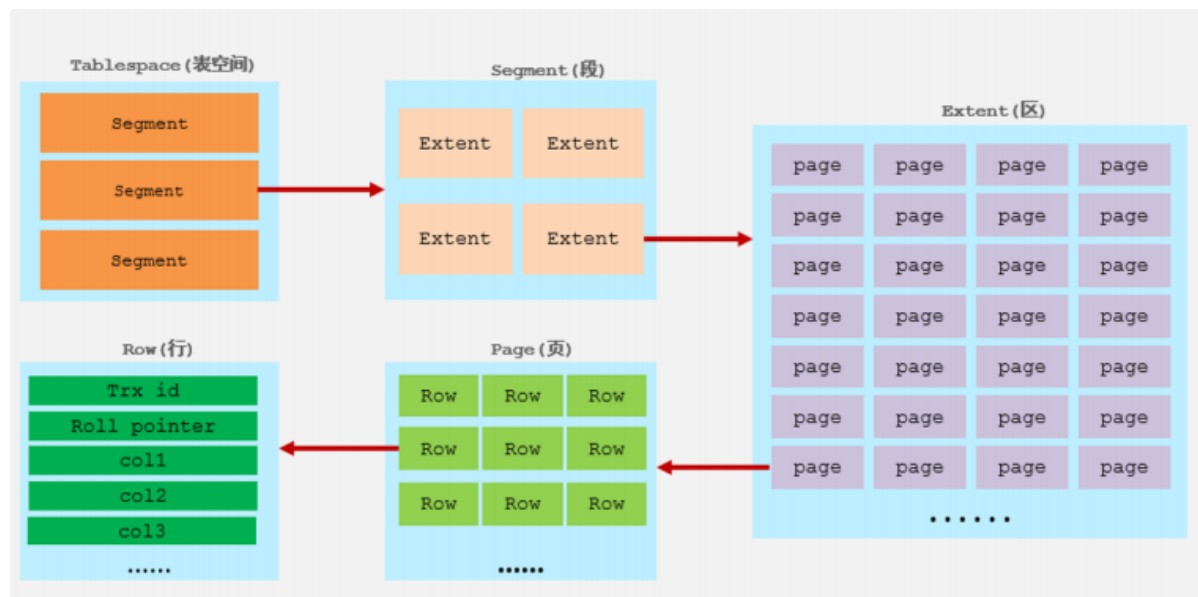 Tablespace(表空间)
Segment
Segment
Segment
Segment(段)
Extent Extent
Extent Extent
Extent(区)
page page page page
page page page page
page page page page
page page page page
page page page page
page page page page
page page page page
......
Row(行)
Trx id
Roll pointer
col1
col2
col3
......
Page(页)
Row Row Row
Row Row Row
Row Row Row
......